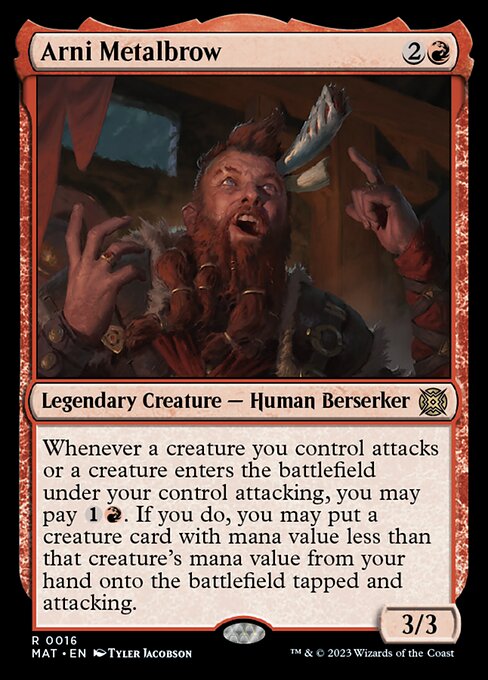 Arni Metalbrow 2
Legendary Creature — Human Berserker
Whenever a creature you control attacks
or a creature enters the battlefield
under your control attacking, you may
pay 1 . If you do, you may put a
creature card with mana value less than
that creature's mana value from your
hand onto the battlefield tapped and
attacking.
3/3
R 0016
MAT • EN Tyler Jacobson
™ & © 2023 Wizards of the Coast